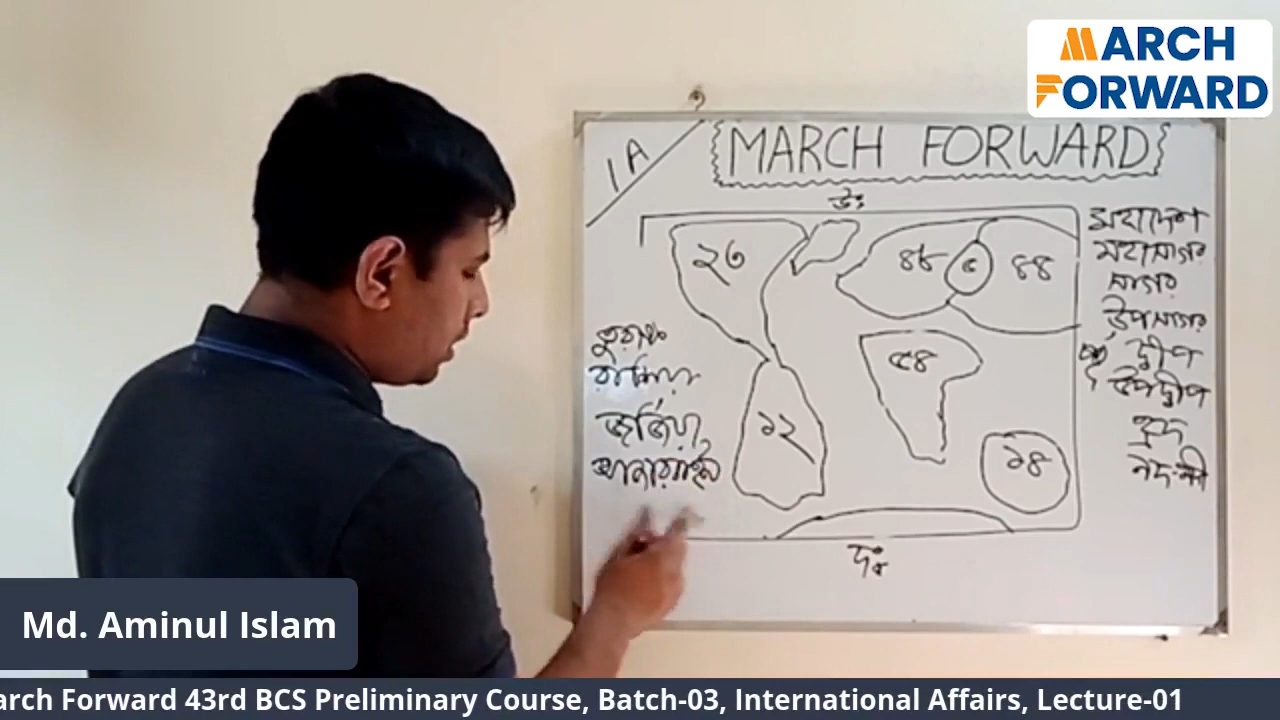 MARCH
FORWARD
1A
MARCH FORWARD
উঃ
২৩
৪৮
৫
৪৪
৫৪
১২
১৪
দঃ
তুরস্ক
রাশিয়া
জর্জিয়া
আজারবাইজান
মহাদেশ
মহাসাগর
সাগর
উপসাগর
দ্বীপ
উপদ্বীপ
হ্রদ
নদ-নদী
Md. Aminul Islam
arch Forward 43rd BCS Preliminary Course, Batch-03, International Affairs, Lecture-01